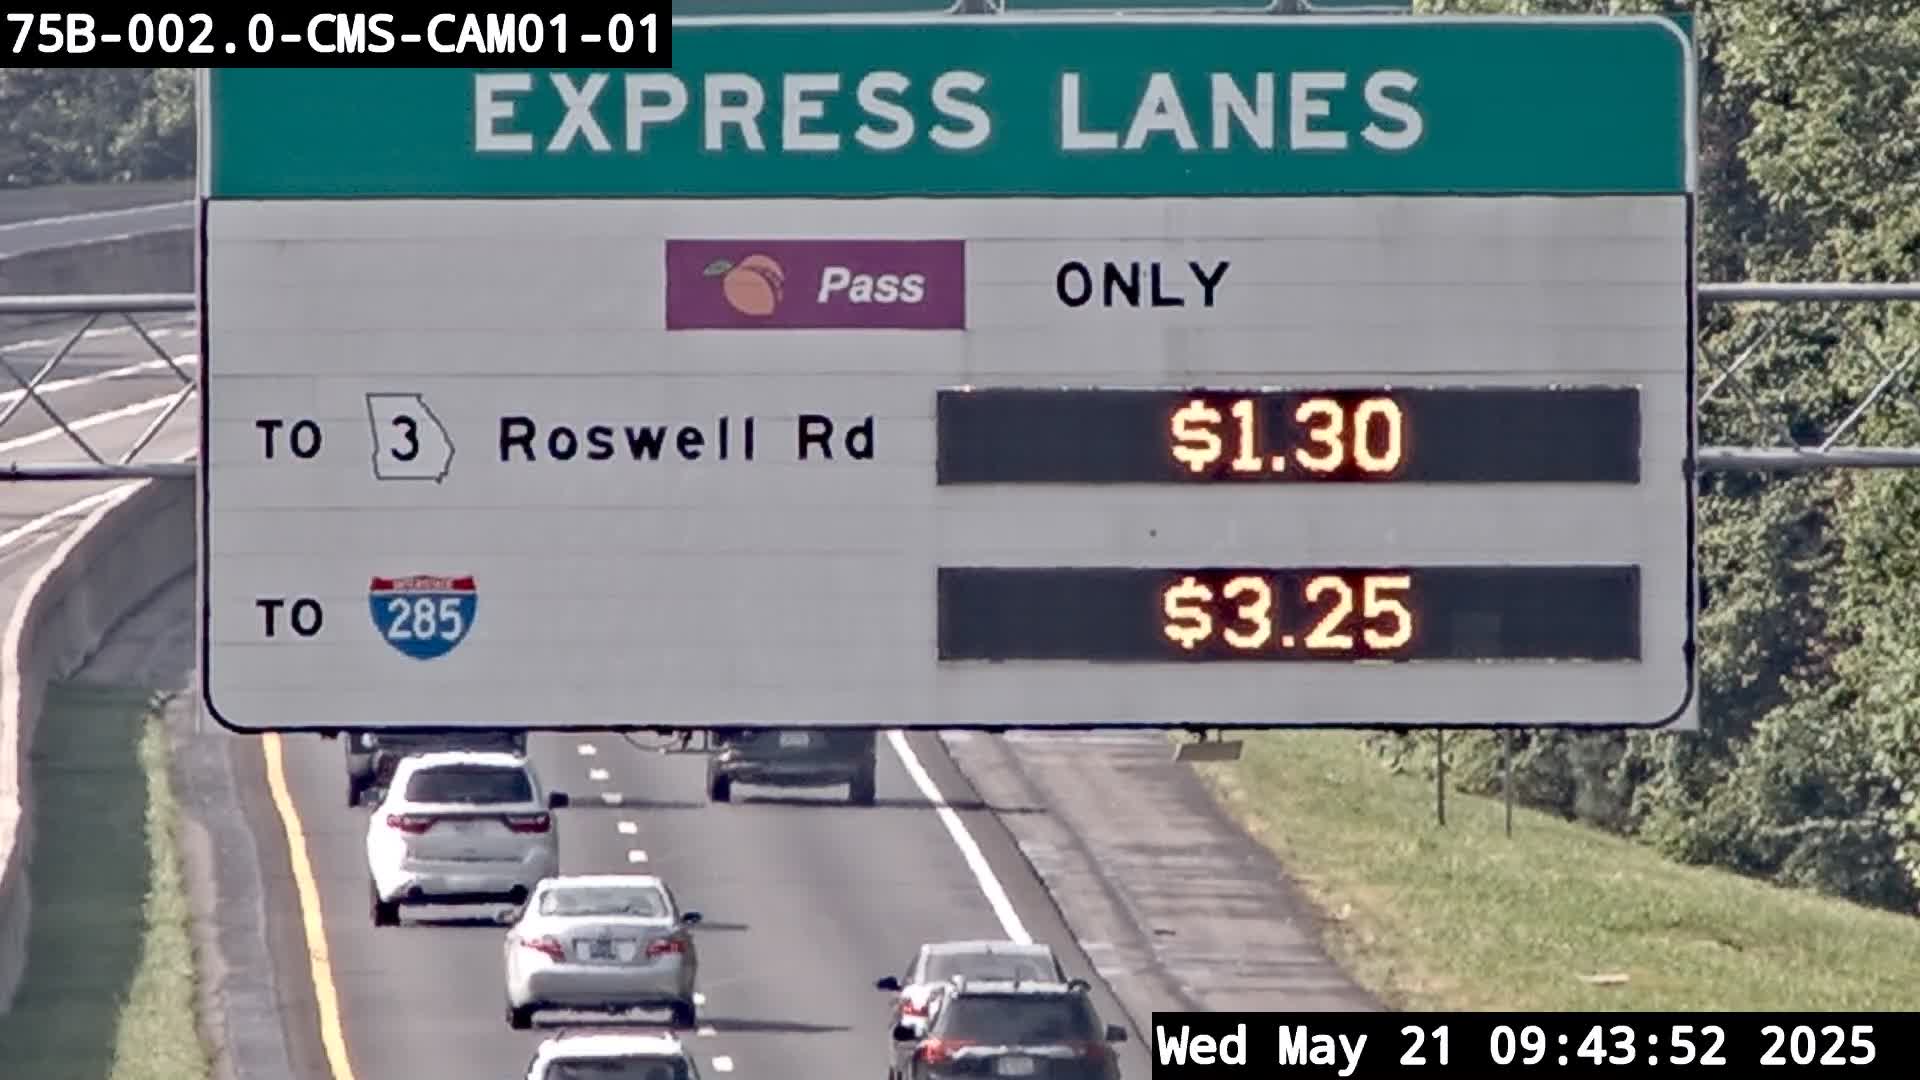 75B-002.0-CMS-CAM01-01
EXPRESS LANES
Pass ONLY
TO 3 Roswell Rd $1.30
TO INTERSTATE 285 $3.25
Wed May 21 09:43:52 2025